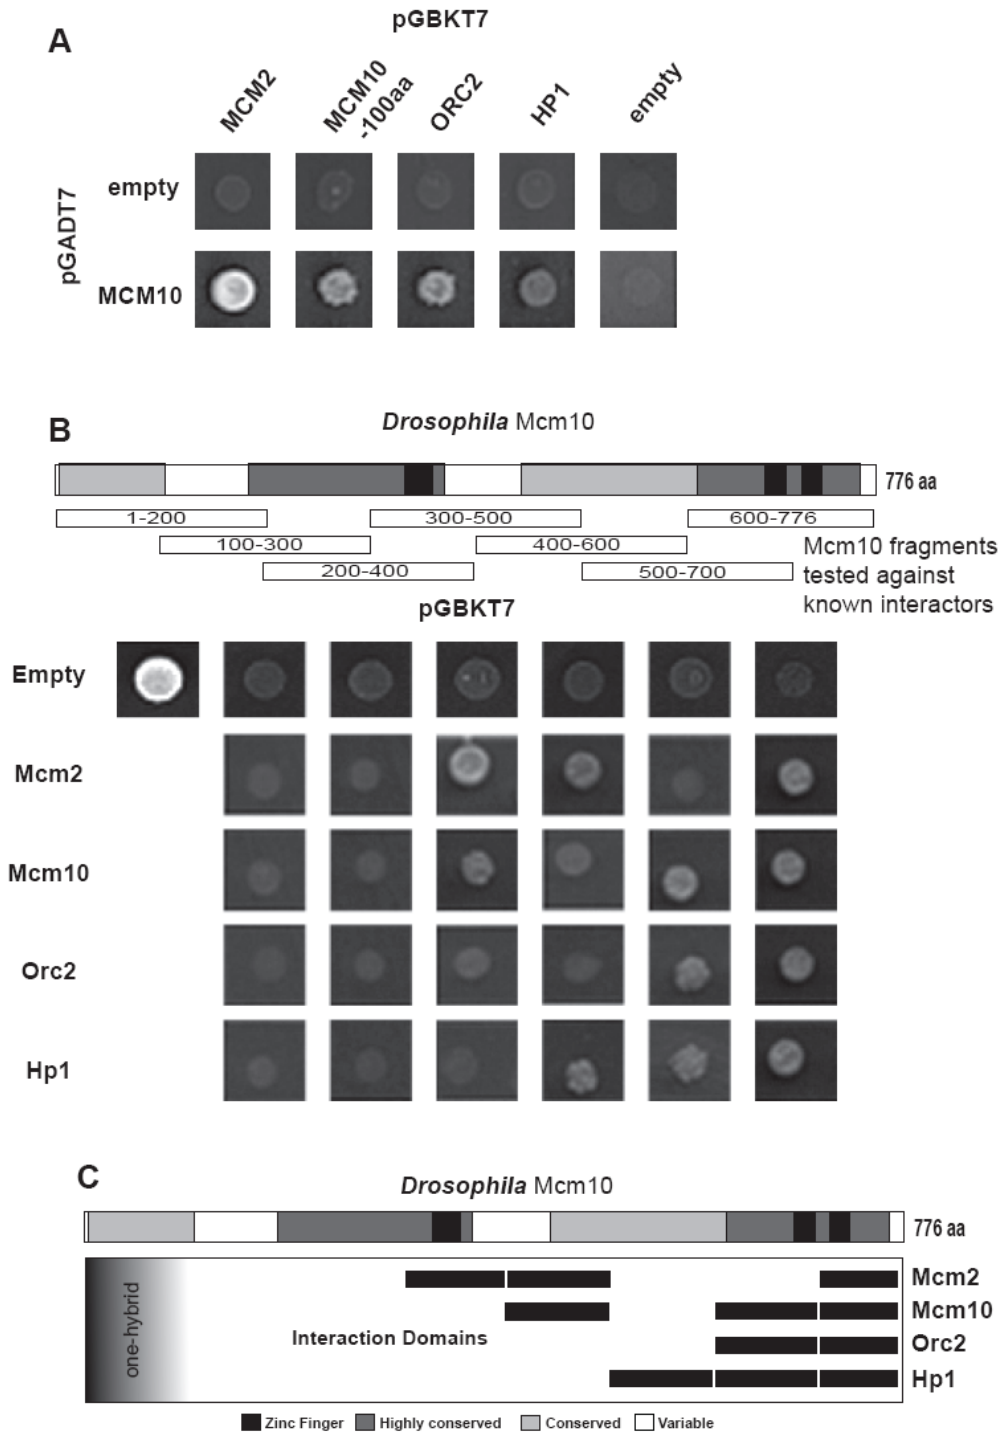 A
pGBKT7
MCM2
MCM10
-100aa
ORC2
HP1
empty
pGADT7
empty
MCM10
B
Drosophila Mcm10
776 aa
1-200
300-500
600-776
100-300
400-600
200-400
500-700
Mcm10 fragments
tested against
known interactors
pGBKT7
Empty
Mcm2
Mcm10
Orc2
Hp1
C
Drosophila Mcm10
776 aa
one-hybrid
Interaction Domains
Mcm2
Mcm10
Orc2
Hp1
Zinc Finger
Highly conserved
Conserved
Variable